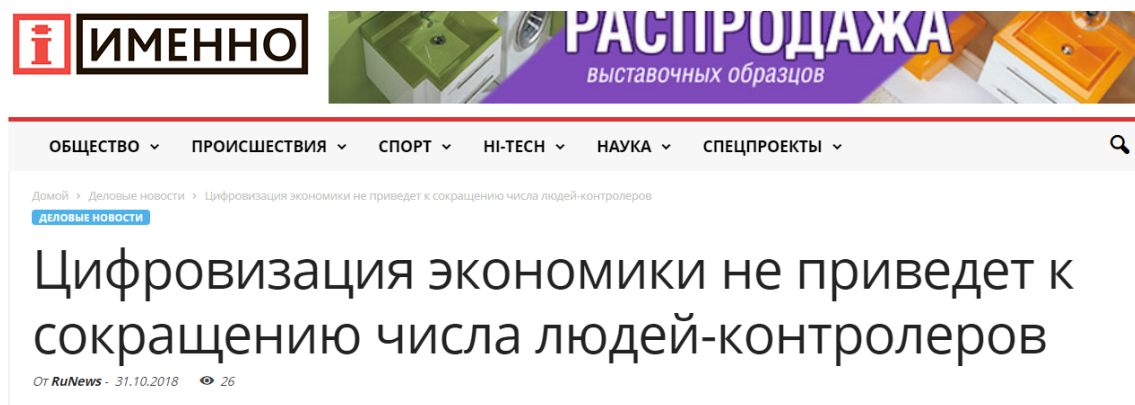 i ИМЕННО
РАСПРОДАЖА
выставочных образцов
ОБЩЕСТВО ПРОИСШЕСТВИЯ СПОРТ HI-TECH НАУКА СПЕЦПРОЕКТЫ
Домой › Деловые новости › Цифровизация экономики не приведет к сокращению числа людей-контролеров
ДЕЛОВЫЕ НОВОСТИ
Цифровизация экономики не приведет к
сокращению числа людей-контролеров
От RuNews - 31.10.2018 26